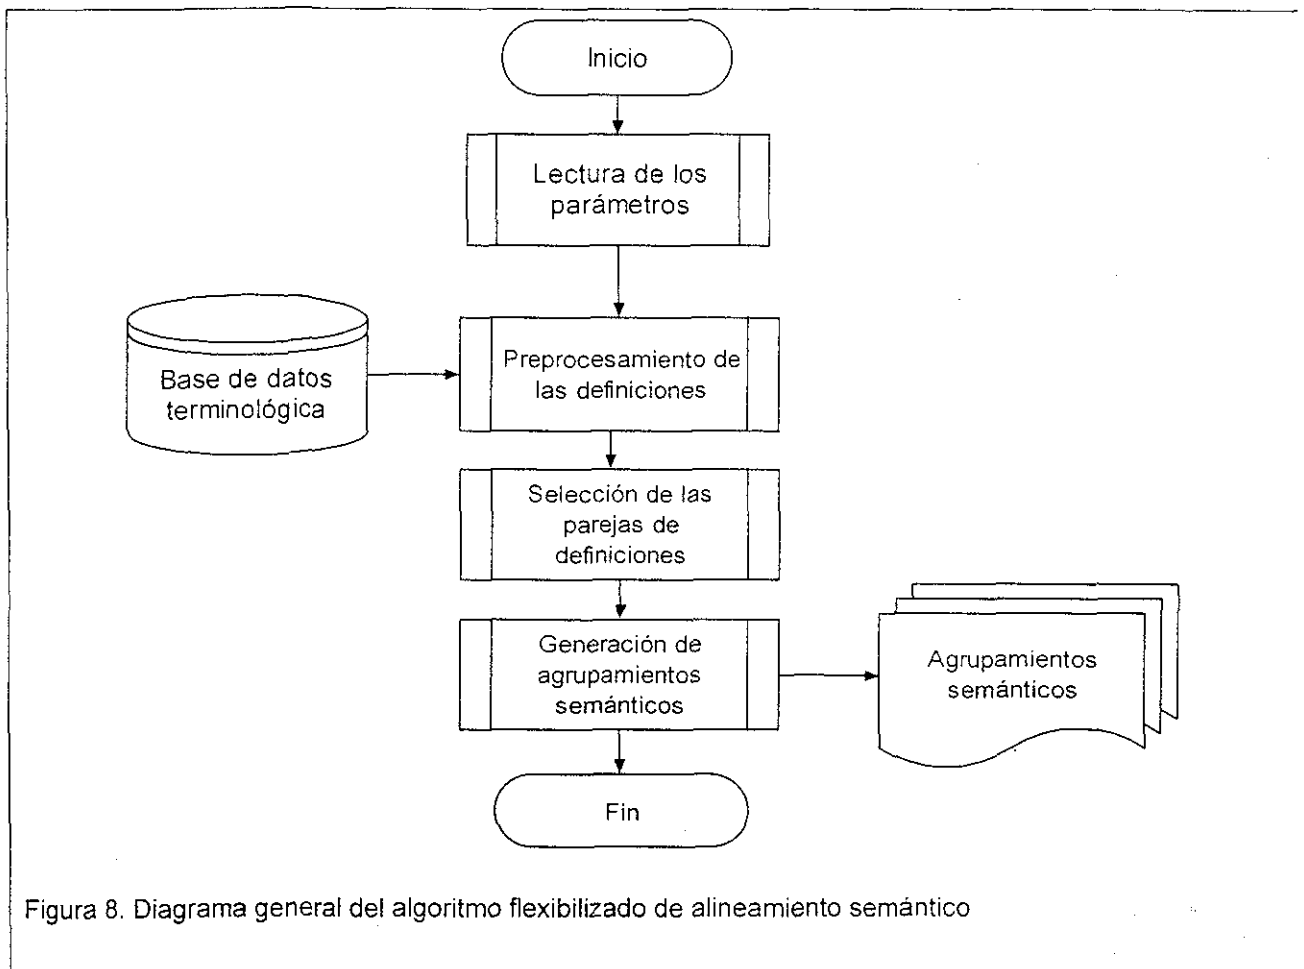 Inicio
Lectura de los
parámetros
Base de datos
terminológica
Preprocesamiento de
las definiciones
Selección de las
parejas de
definiciones
Generación de
agrupamientos
semánticos
Agrupamientos
semánticos
Fin
Figura 8. Diagrama general del algoritmo flexibilizado de alineamiento semántico